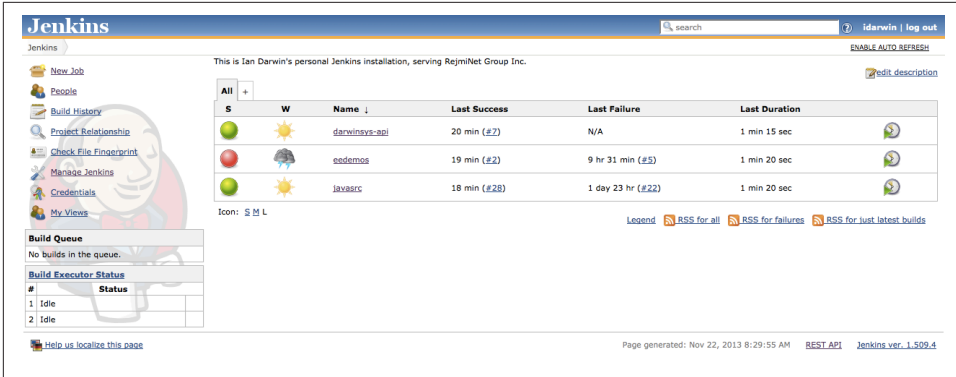 Jenkins
search
idarwin | log out
Jenkins
ENABLE AUTO REFRESH
This is Ian Darwin's personal Jenkins installation, serving RejmiNet Group Inc.
edit description
New Job
People
Build History
Project Relationship
Check File Fingerprint
Manage Jenkins
Credentials
My Views
Build Queue
No builds in the queue.
Build Executor Status
# Status
1 Idle
2 Idle
All +
S W Name ↓ Last Success Last Failure Last Duration
darwinsys-api 20 min (#7) N/A 1 min 15 sec
eedemos 19 min (#2) 9 hr 31 min (#5) 1 min 20 sec
javasrc 18 min (#28) 1 day 23 hr (#22) 1 min 20 sec
Icon: S M L
Legend RSS for all RSS for failures RSS for just latest builds
Help us localize this page
Page generated: Nov 22, 2013 8:29:55 AM REST API Jenkins ver. 1.509.4